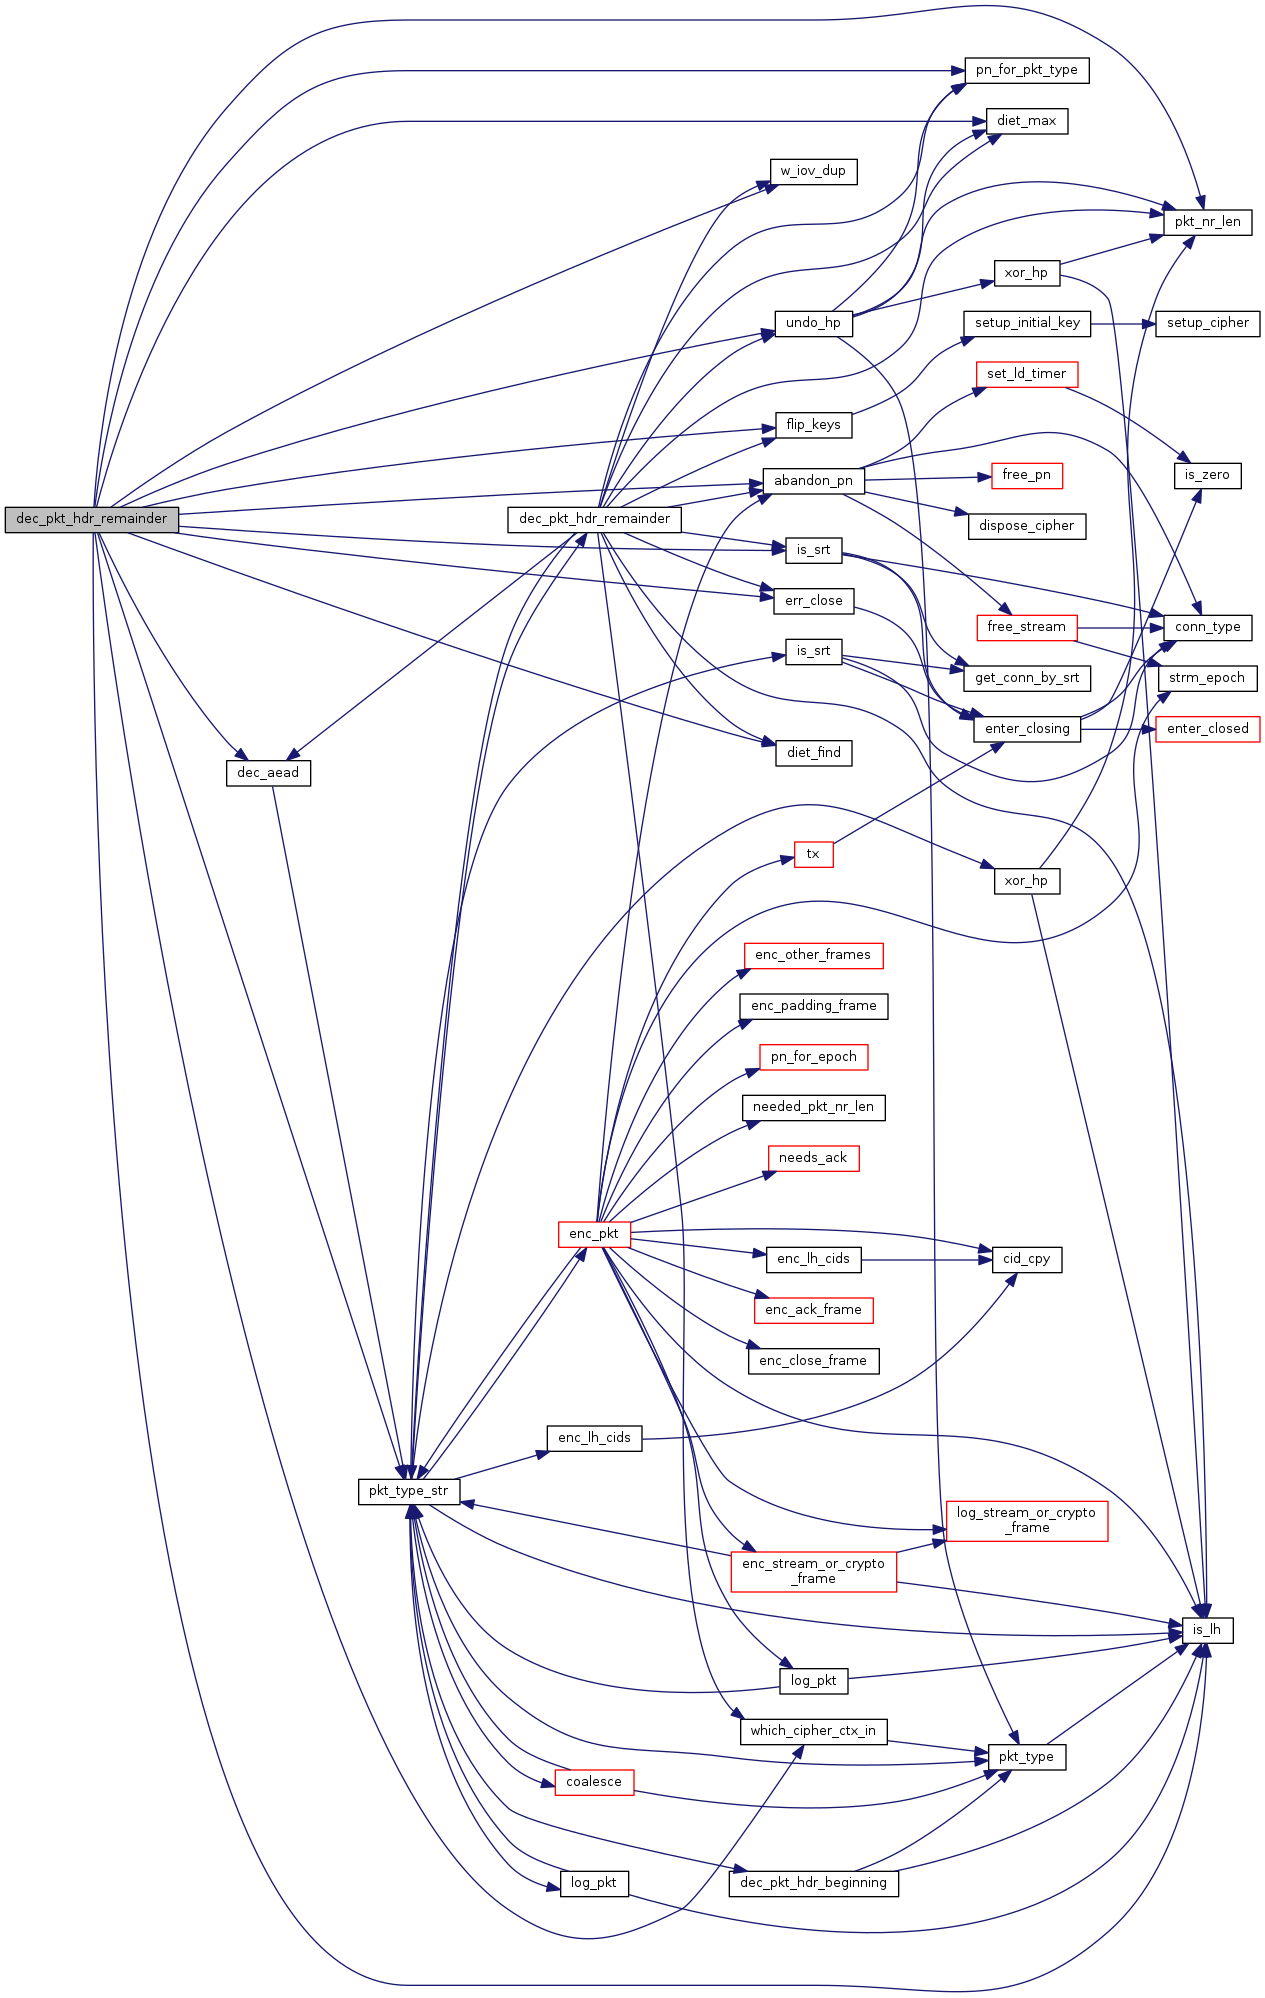 pn_for_pkt_type
diet_max
w_iov_dup
pkt_nr_len
xor_hp
undo_hp
setup_initial_key
setup_cipher
set_ld_timer
flip_keys
is_zero
free_pn
abandon_pn
dec_pkt_hdr_remainder
dec_pkt_hdr_remainder
dispose_cipher
is_srt
err_close
free_stream
conn_type
is_srt
get_conn_by_srt
strm_epoch
enter_closing
enter_closed
diet_find
dec_aead
tx
xor_hp
enc_other_frames
enc_padding_frame
pn_for_epoch
needed_pkt_nr_len
needs_ack
enc_pkt
enc_lh_cids
cid_cpy
enc_ack_frame
enc_close_frame
enc_lh_cids
pkt_type_str
log_stream_or_crypto
_frame
enc_stream_or_crypto
_frame
is_lh
log_pkt
which_cipher_ctx_in
pkt_type
coalesce
log_pkt
dec_pkt_hdr_beginning